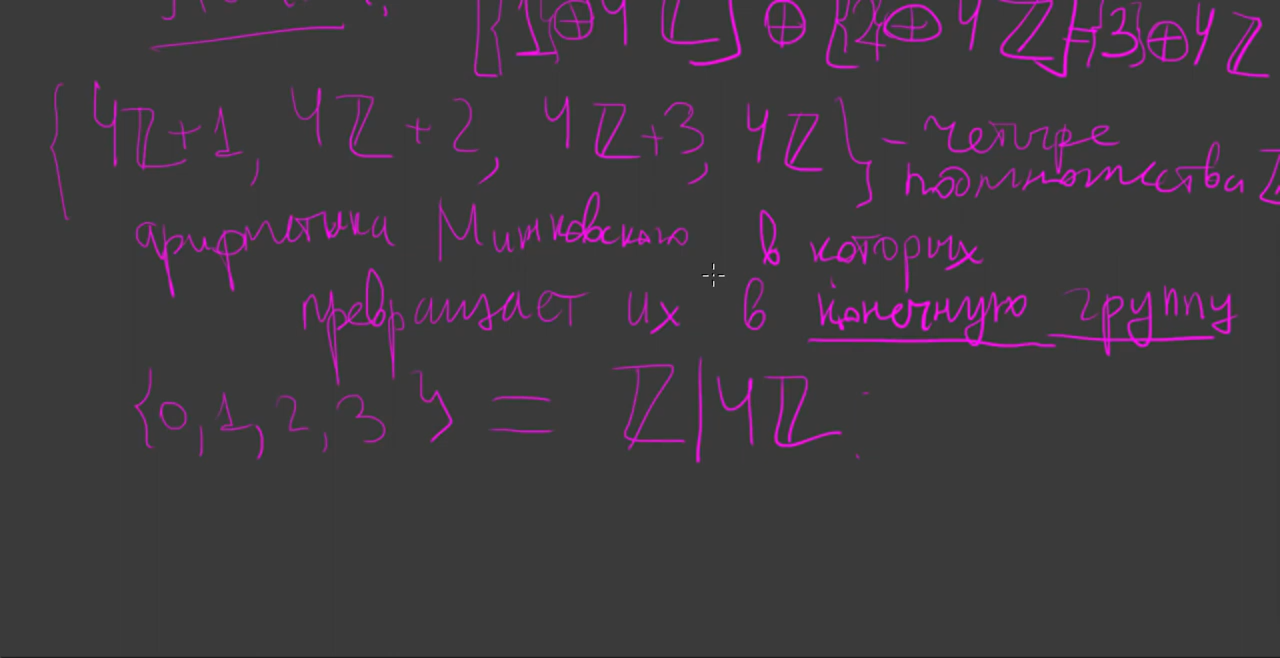 [{1}⊕4ℤ]⊕[{2}⊕4ℤ]={3}⊕4ℤ
{4ℤ+1, 4ℤ+2, 4ℤ+3, 4ℤ} - четыре
подмножества ℤ
арифметика Минковского в которых
превращает их в конечную группу
{0,1,2,3} = ℤ|4ℤ: